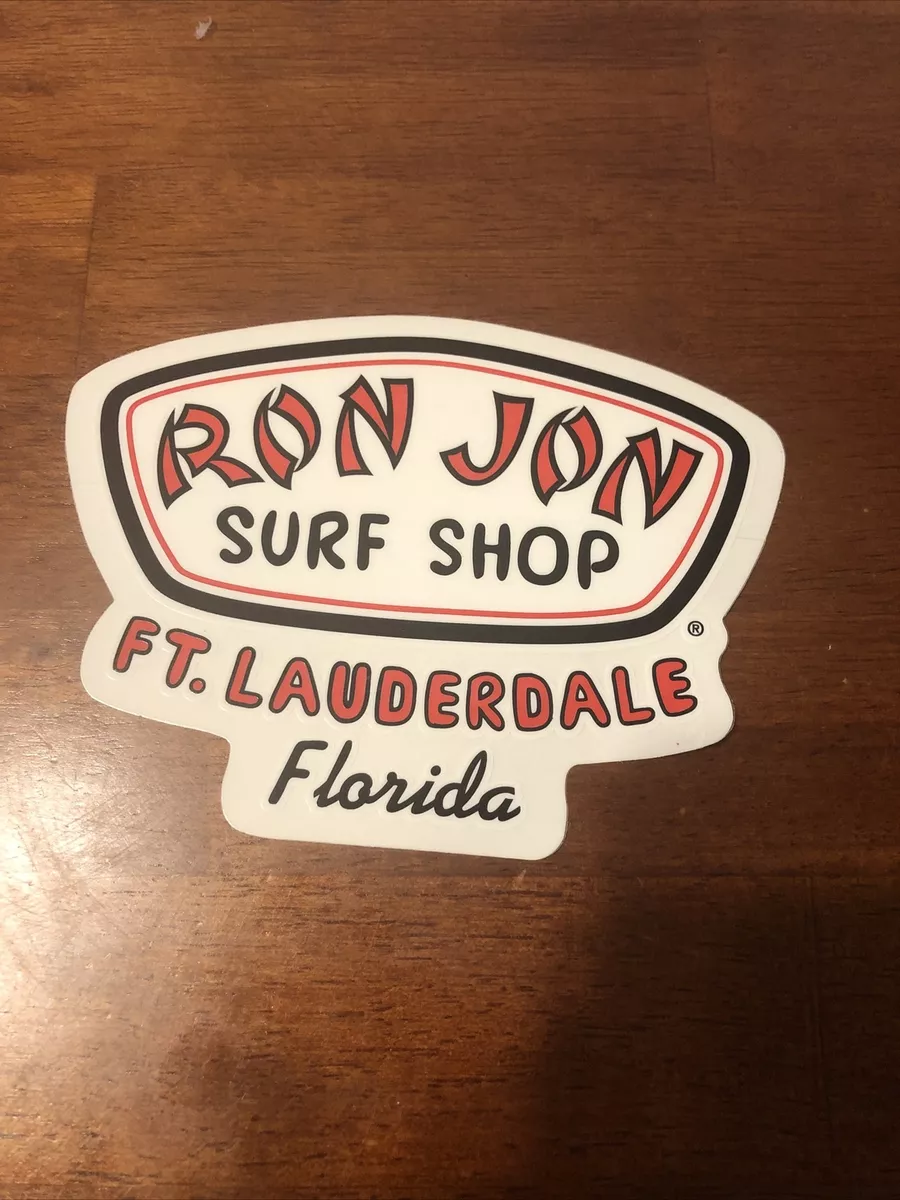 RON JON
SURF SHOP
®
FT. LAUDERDALE
Florida